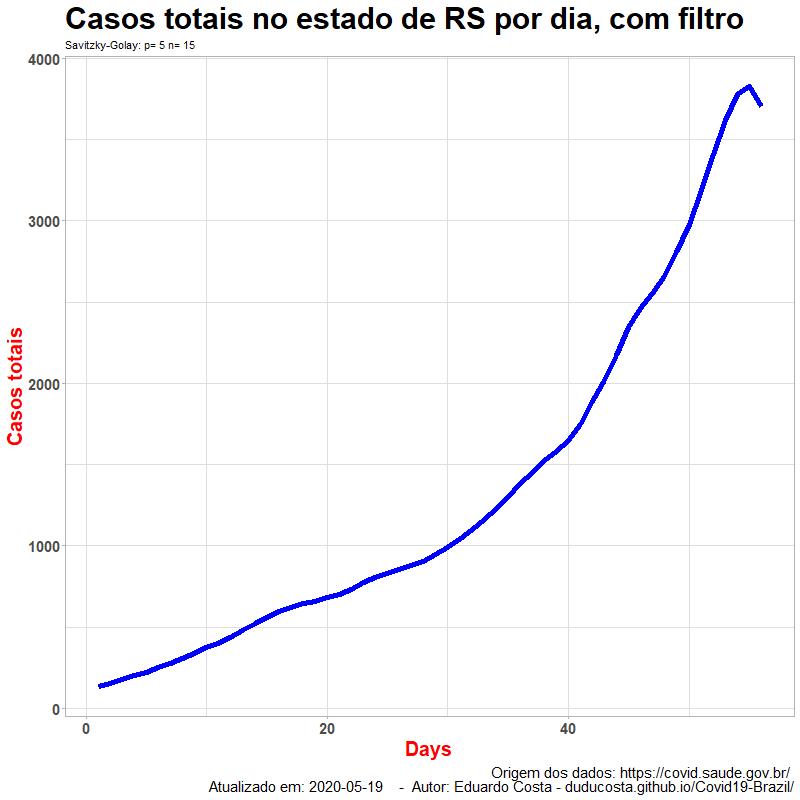 Casos totais no estado de RS por dia, com filtro
Savitzky-Golay: p= 5 n= 15
4000
3000
2000
1000
0
Casos totais
0 20 40
Days
Origem dos dados: https://covid.saude.gov.br/
Atualizado em: 2020-05-19 - Autor: Eduardo Costa - duducosta.github.io/Covid19-Brazil/